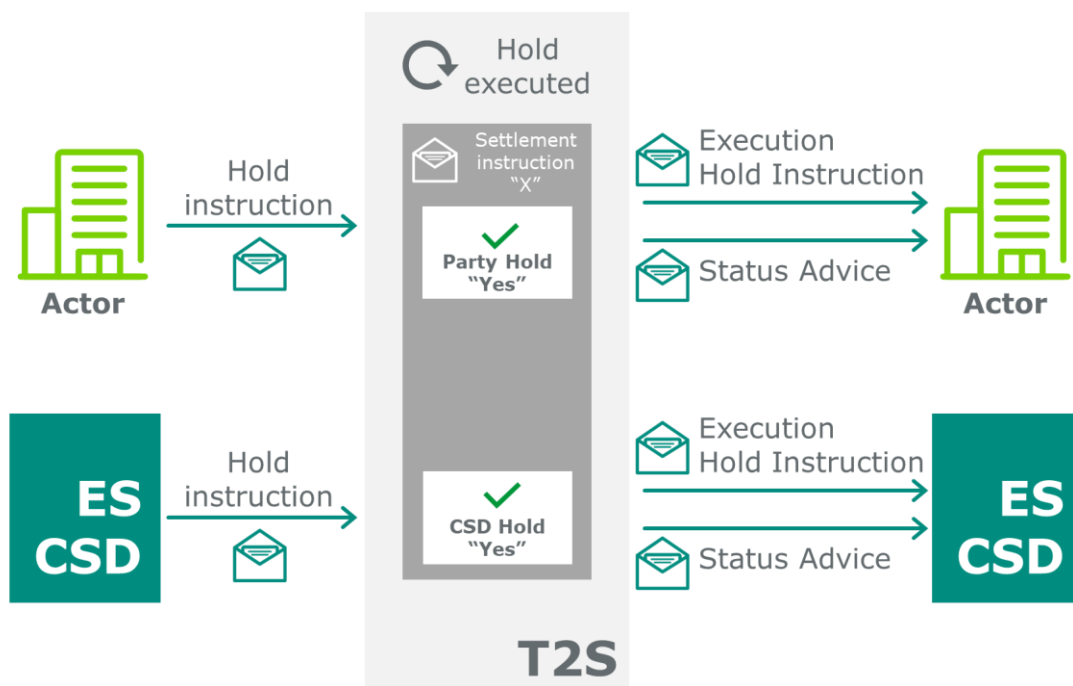 Hold
executed
Settlement
instruction
“X”
Hold
instruction
Party Hold
“Yes”
Execution
Hold Instruction
Status Advice
Actor
Actor
Hold
instruction
CSD Hold
“Yes”
Execution
Hold Instruction
Status Advice
ES
CSD
ES
CSD
T2S